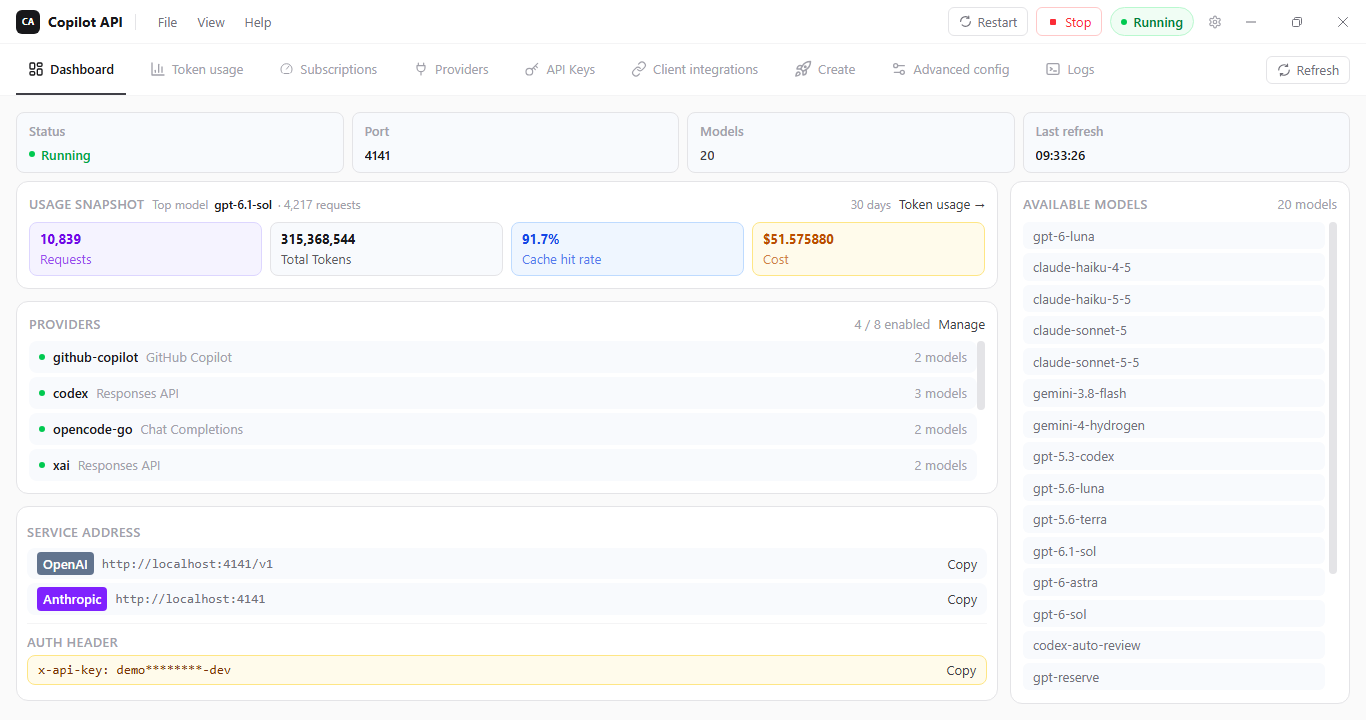 CA Copilot API File View Help Restart Stop Running
Dashboard Token usage Subscriptions Providers API Keys Client integrations Create Advanced config Logs Refresh
Status
Running
Port
4141
Models
20
Last refresh
09:33:26
USAGE SNAPSHOT Top model gpt-6.1-sol · 4,217 requests 30 days Token usage →
10,839
Requests
315,368,544
Total Tokens
91.7%
Cache hit rate
$51.575880
Cost
PROVIDERS 4 / 8 enabled Manage
github-copilot GitHub Copilot 2 models
codex Responses API 3 models
opencode-go Chat Completions 2 models
xai Responses API 2 models
SERVICE ADDRESS
OpenAI http://localhost:4141/v1 Copy
Anthropic http://localhost:4141 Copy
AUTH HEADER
x-api-key: demo********-dev Copy
AVAILABLE MODELS 20 models
gpt-6-luna
claude-haiku-4-5
claude-haiku-5-5
claude-sonnet-5
claude-sonnet-5-5
gemini-3.8-flash
gemini-4-hydrogen
gpt-5.3-codex
gpt-5.6-luna
gpt-5.6-terra
gpt-6.1-sol
gpt-6-astra
gpt-6-sol
codex-auto-review
gpt-reserve